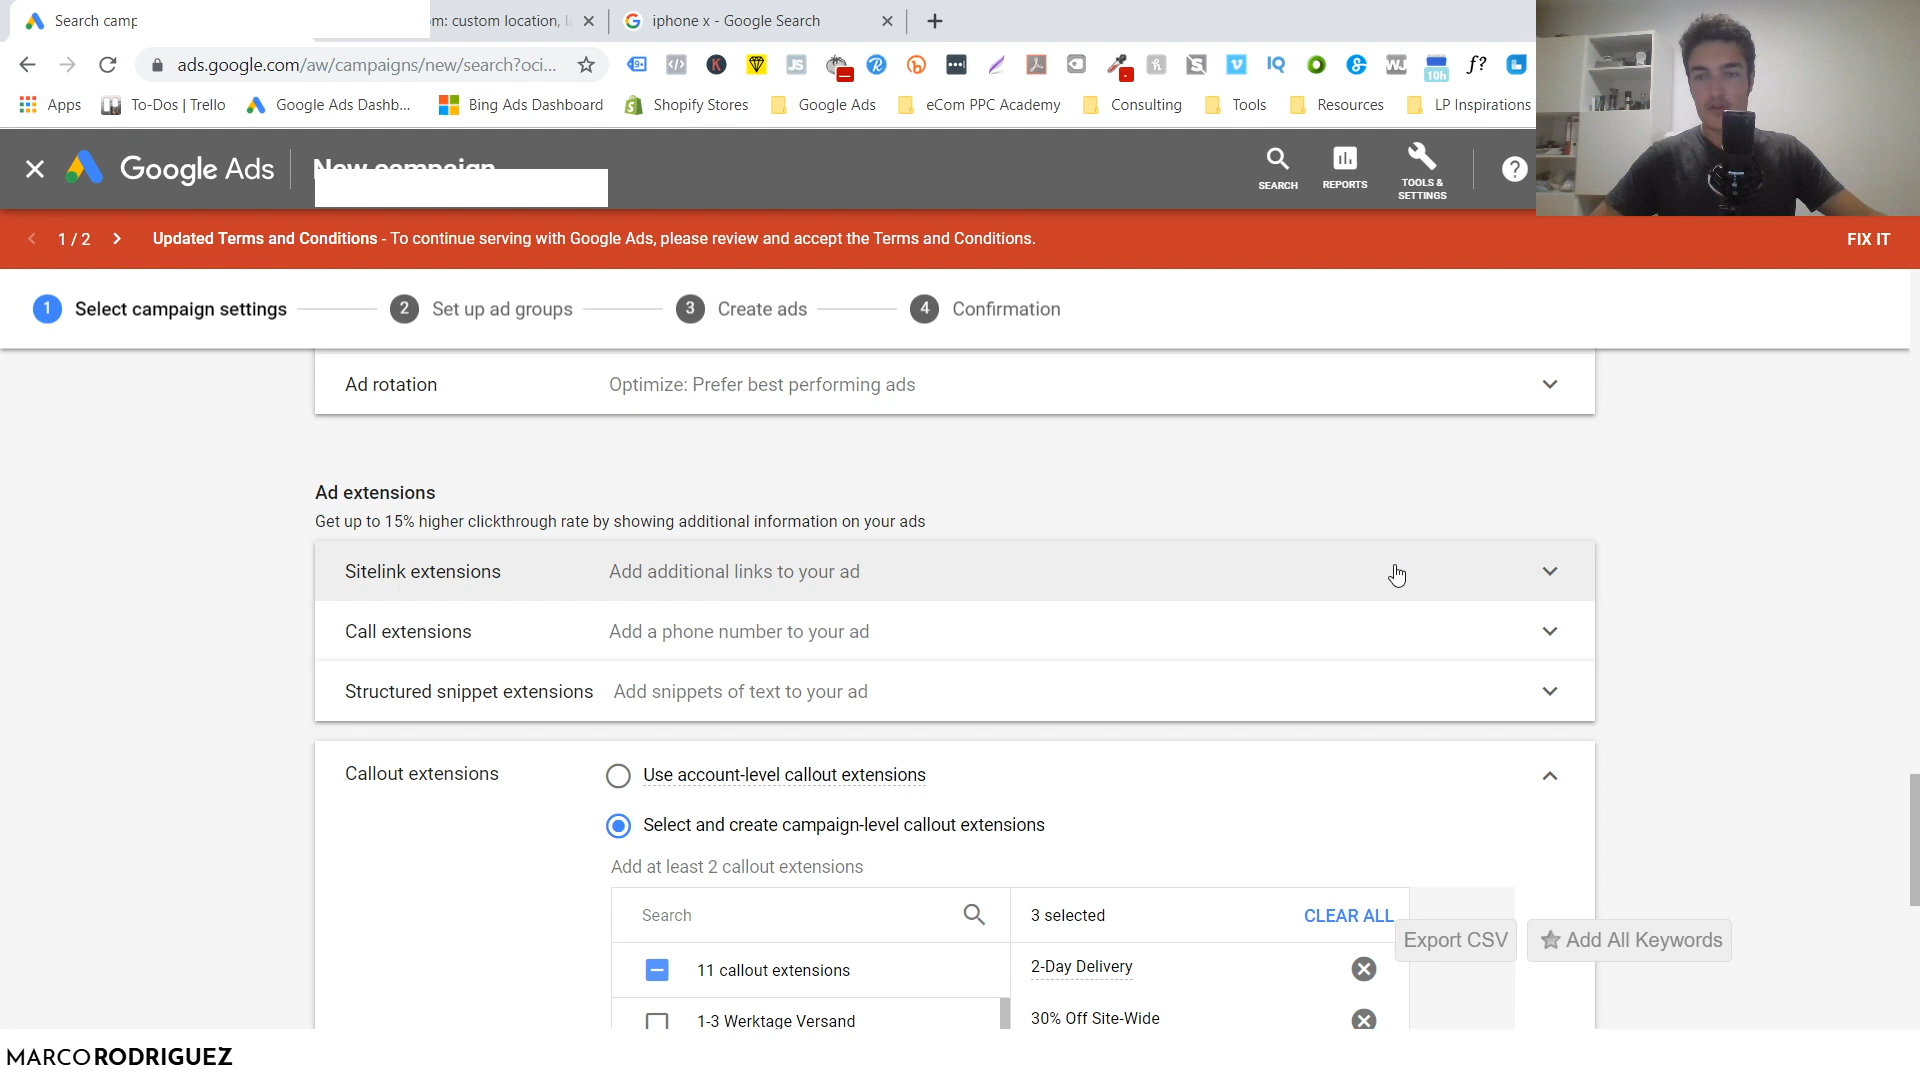 Search camp
m: custom location,
iphone x - Google Search
ads.google.com/aw/campaigns/new/search?oci...
10h
f?
Apps
To-Dos | Trello
Google Ads Dashb...
Bing Ads Dashboard
Shopify Stores
Google Ads
eCom PPC Academy
Consulting
Tools
Resources
LP Inspirations
Google Ads
New campaign
SEARCH
REPORTS
TOOLS &
SETTINGS
1 / 2
Updated Terms and Conditions - To continue serving with Google Ads, please review and accept the Terms and Conditions.
FIX IT
1 Select campaign settings
2 Set up ad groups
3 Create ads
4 Confirmation
Ad rotation
Optimize: Prefer best performing ads
Ad extensions
Get up to 15% higher clickthrough rate by showing additional information on your ads
Sitelink extensions
Add additional links to your ad
Call extensions
Add a phone number to your ad
Structured snippet extensions
Add snippets of text to your ad
Callout extensions
Use account-level callout extensions
Select and create campaign-level callout extensions
Add at least 2 callout extensions
Search
3 selected
CLEAR ALL
Export CSV
Add All Keywords
11 callout extensions
2-Day Delivery
1-3 Werktage Versand
30% Off Site-Wide
MARCORODRIGUEZ